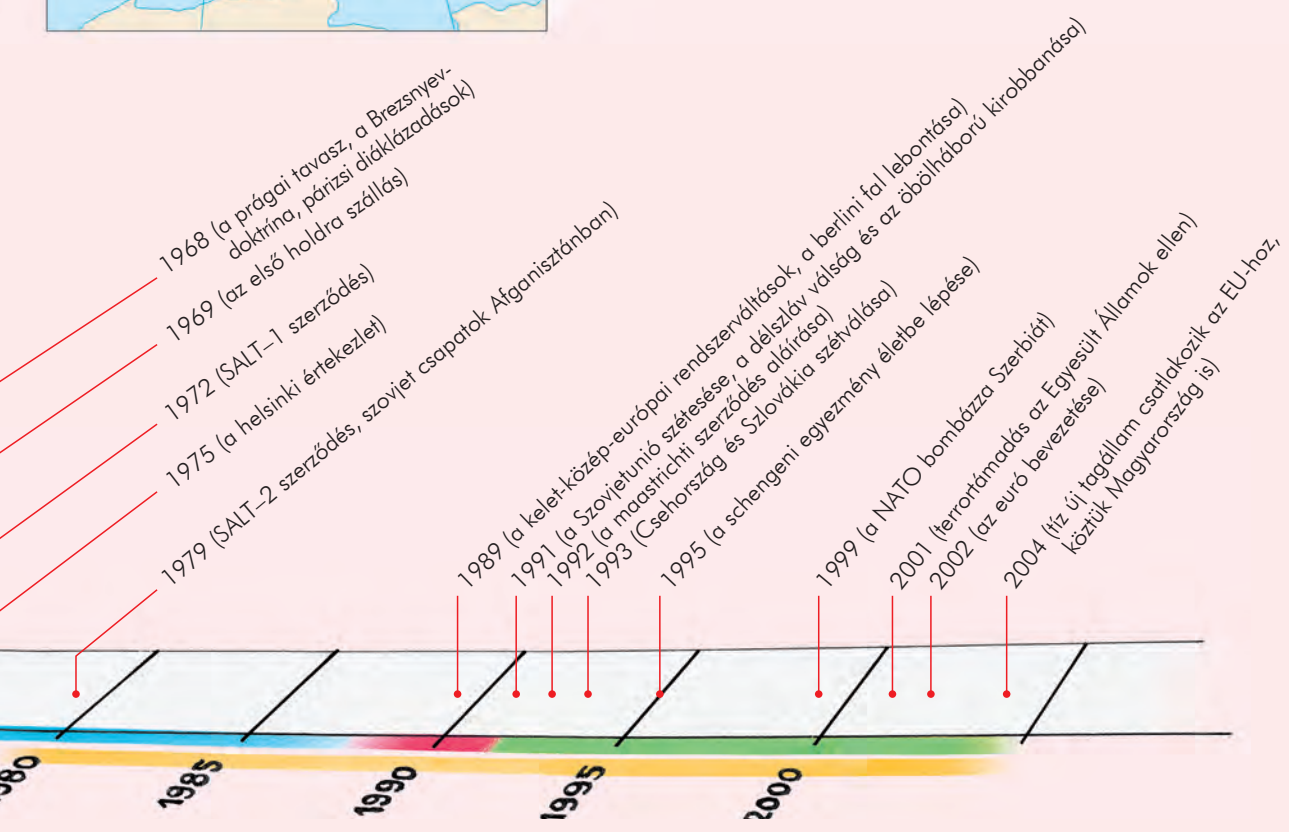 1968 (a prágai tavasz, a Brezsnyev-
doktrína, párizsi diáklázadások)
1969 (az első holdra szállás)
1972 (SALT–1 szerződés)
1975 (a helsinki értekezlet)
1979 (SALT–2 szerződés, szovjet csapatok Afganisztánban)
1989 (a kelet-közép-európai rendszerváltások, a berlini fal lebontása)
1991 (a Szovjetunió szétesése, a délszláv válság és az öbölháború kirobbanása)
1992 (a maastrichti szerződés aláírása)
1993 (Csehország és Szlovákia szétválása)
1995 (a schengeni egyezmény életbe lépése)
1999 (a NATO bombázza Szerbiát)
2001 (terrortámadás az Egyesült Államok ellen)
2002 (az euró bevezetése)
2004 (tíz új tagállam csatlakozik az EU-hoz,
köztük Magyarország is)
980
1985
1990
1995
2000